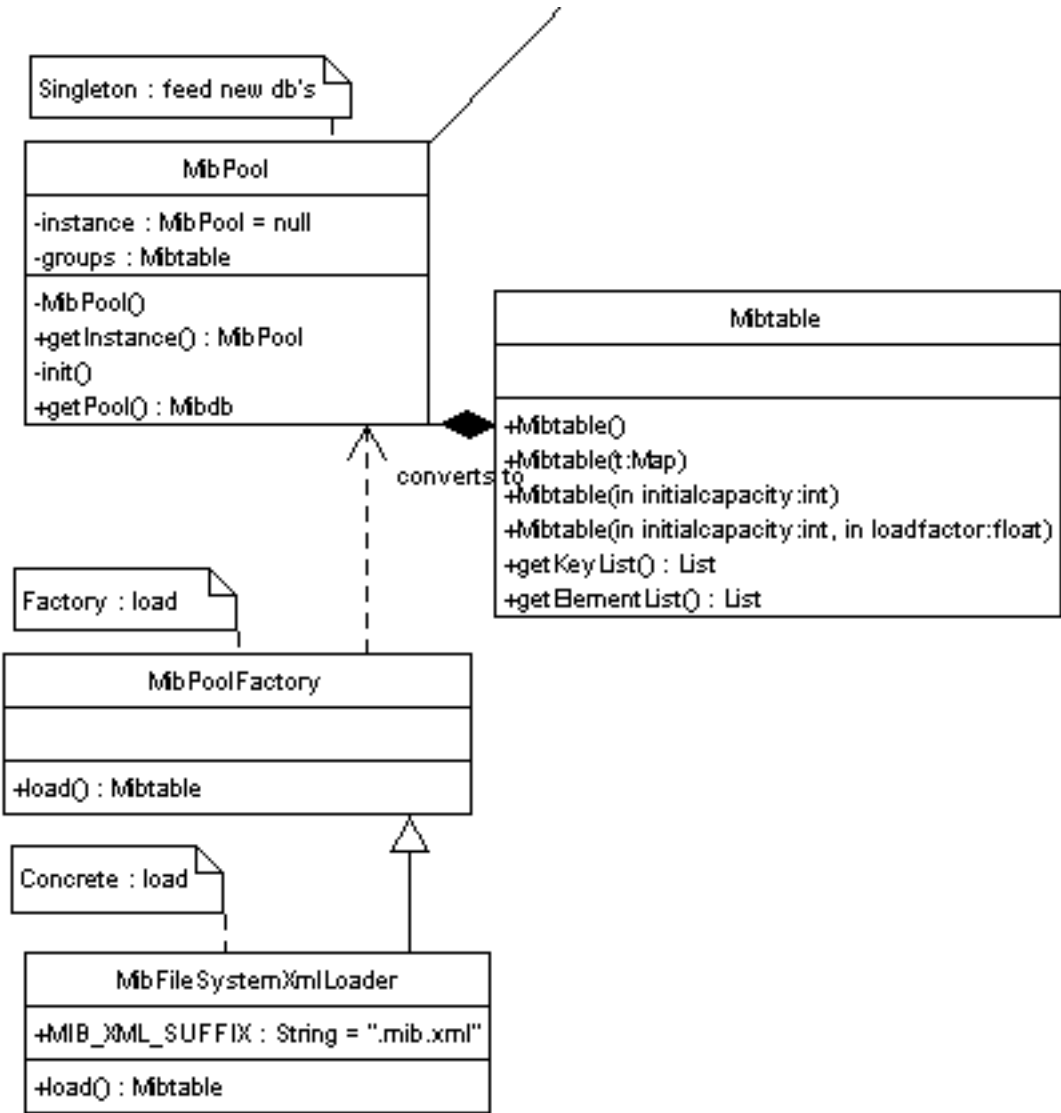 Singleton : feed new db's
MibPool
-instance : MibPool = null
-groups : Mibtable
-MibPool()
+getInstance() : MibPool
-init()
+getPool() : Mibdb
Mibtable
+Mibtable()
+Mibtable(t:Map)
+Mibtable(in initialcapacity:int)
+Mibtable(in initialcapacity:int, in loadfactor:float)
+getKeyList() : List
+getElementList() : List
converts to
Factory : load
MibPoolFactory
+load() : Mibtable
Concrete : load
MibFileSystemXmlLoader
+MIB_XML_SUFFIX : String = ".mib.xml"
+load() : Mibtable